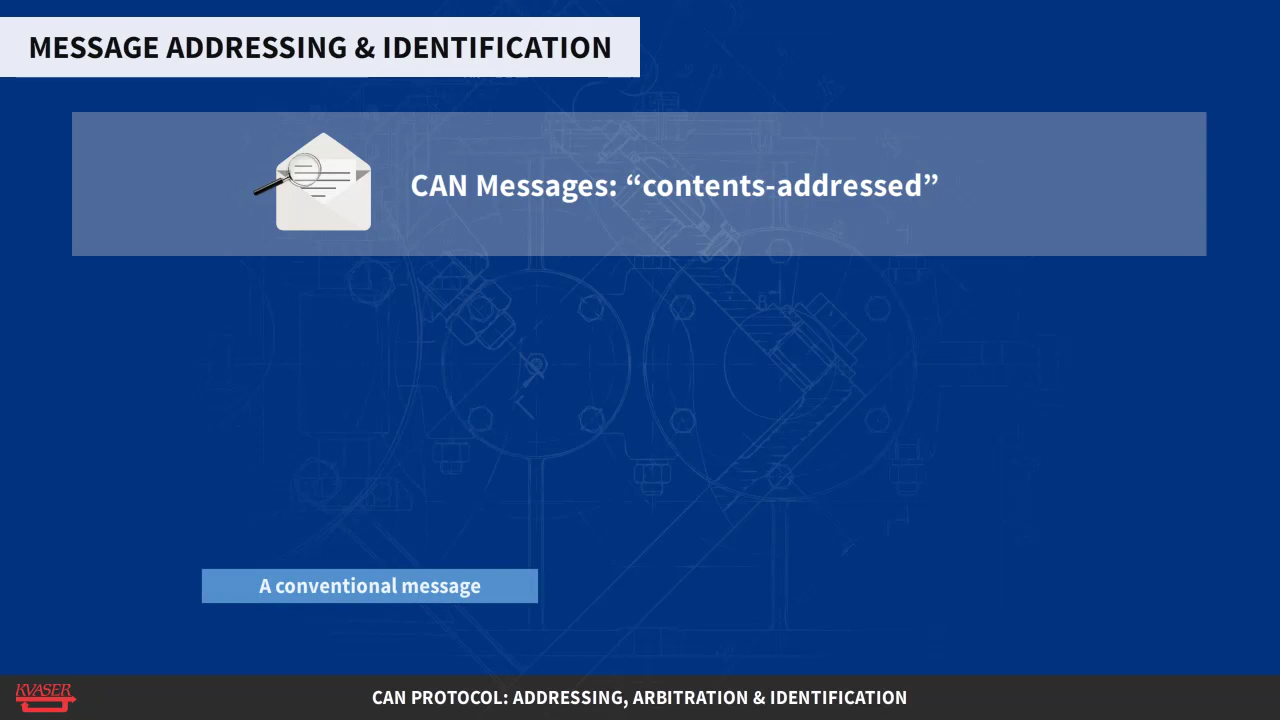 MESSAGE ADDRESSING & IDENTIFICATION
CAN Messages: “contents-addressed”
A conventional message
KVASER
CAN PROTOCOL: ADDRESSING, ARBITRATION & IDENTIFICATION